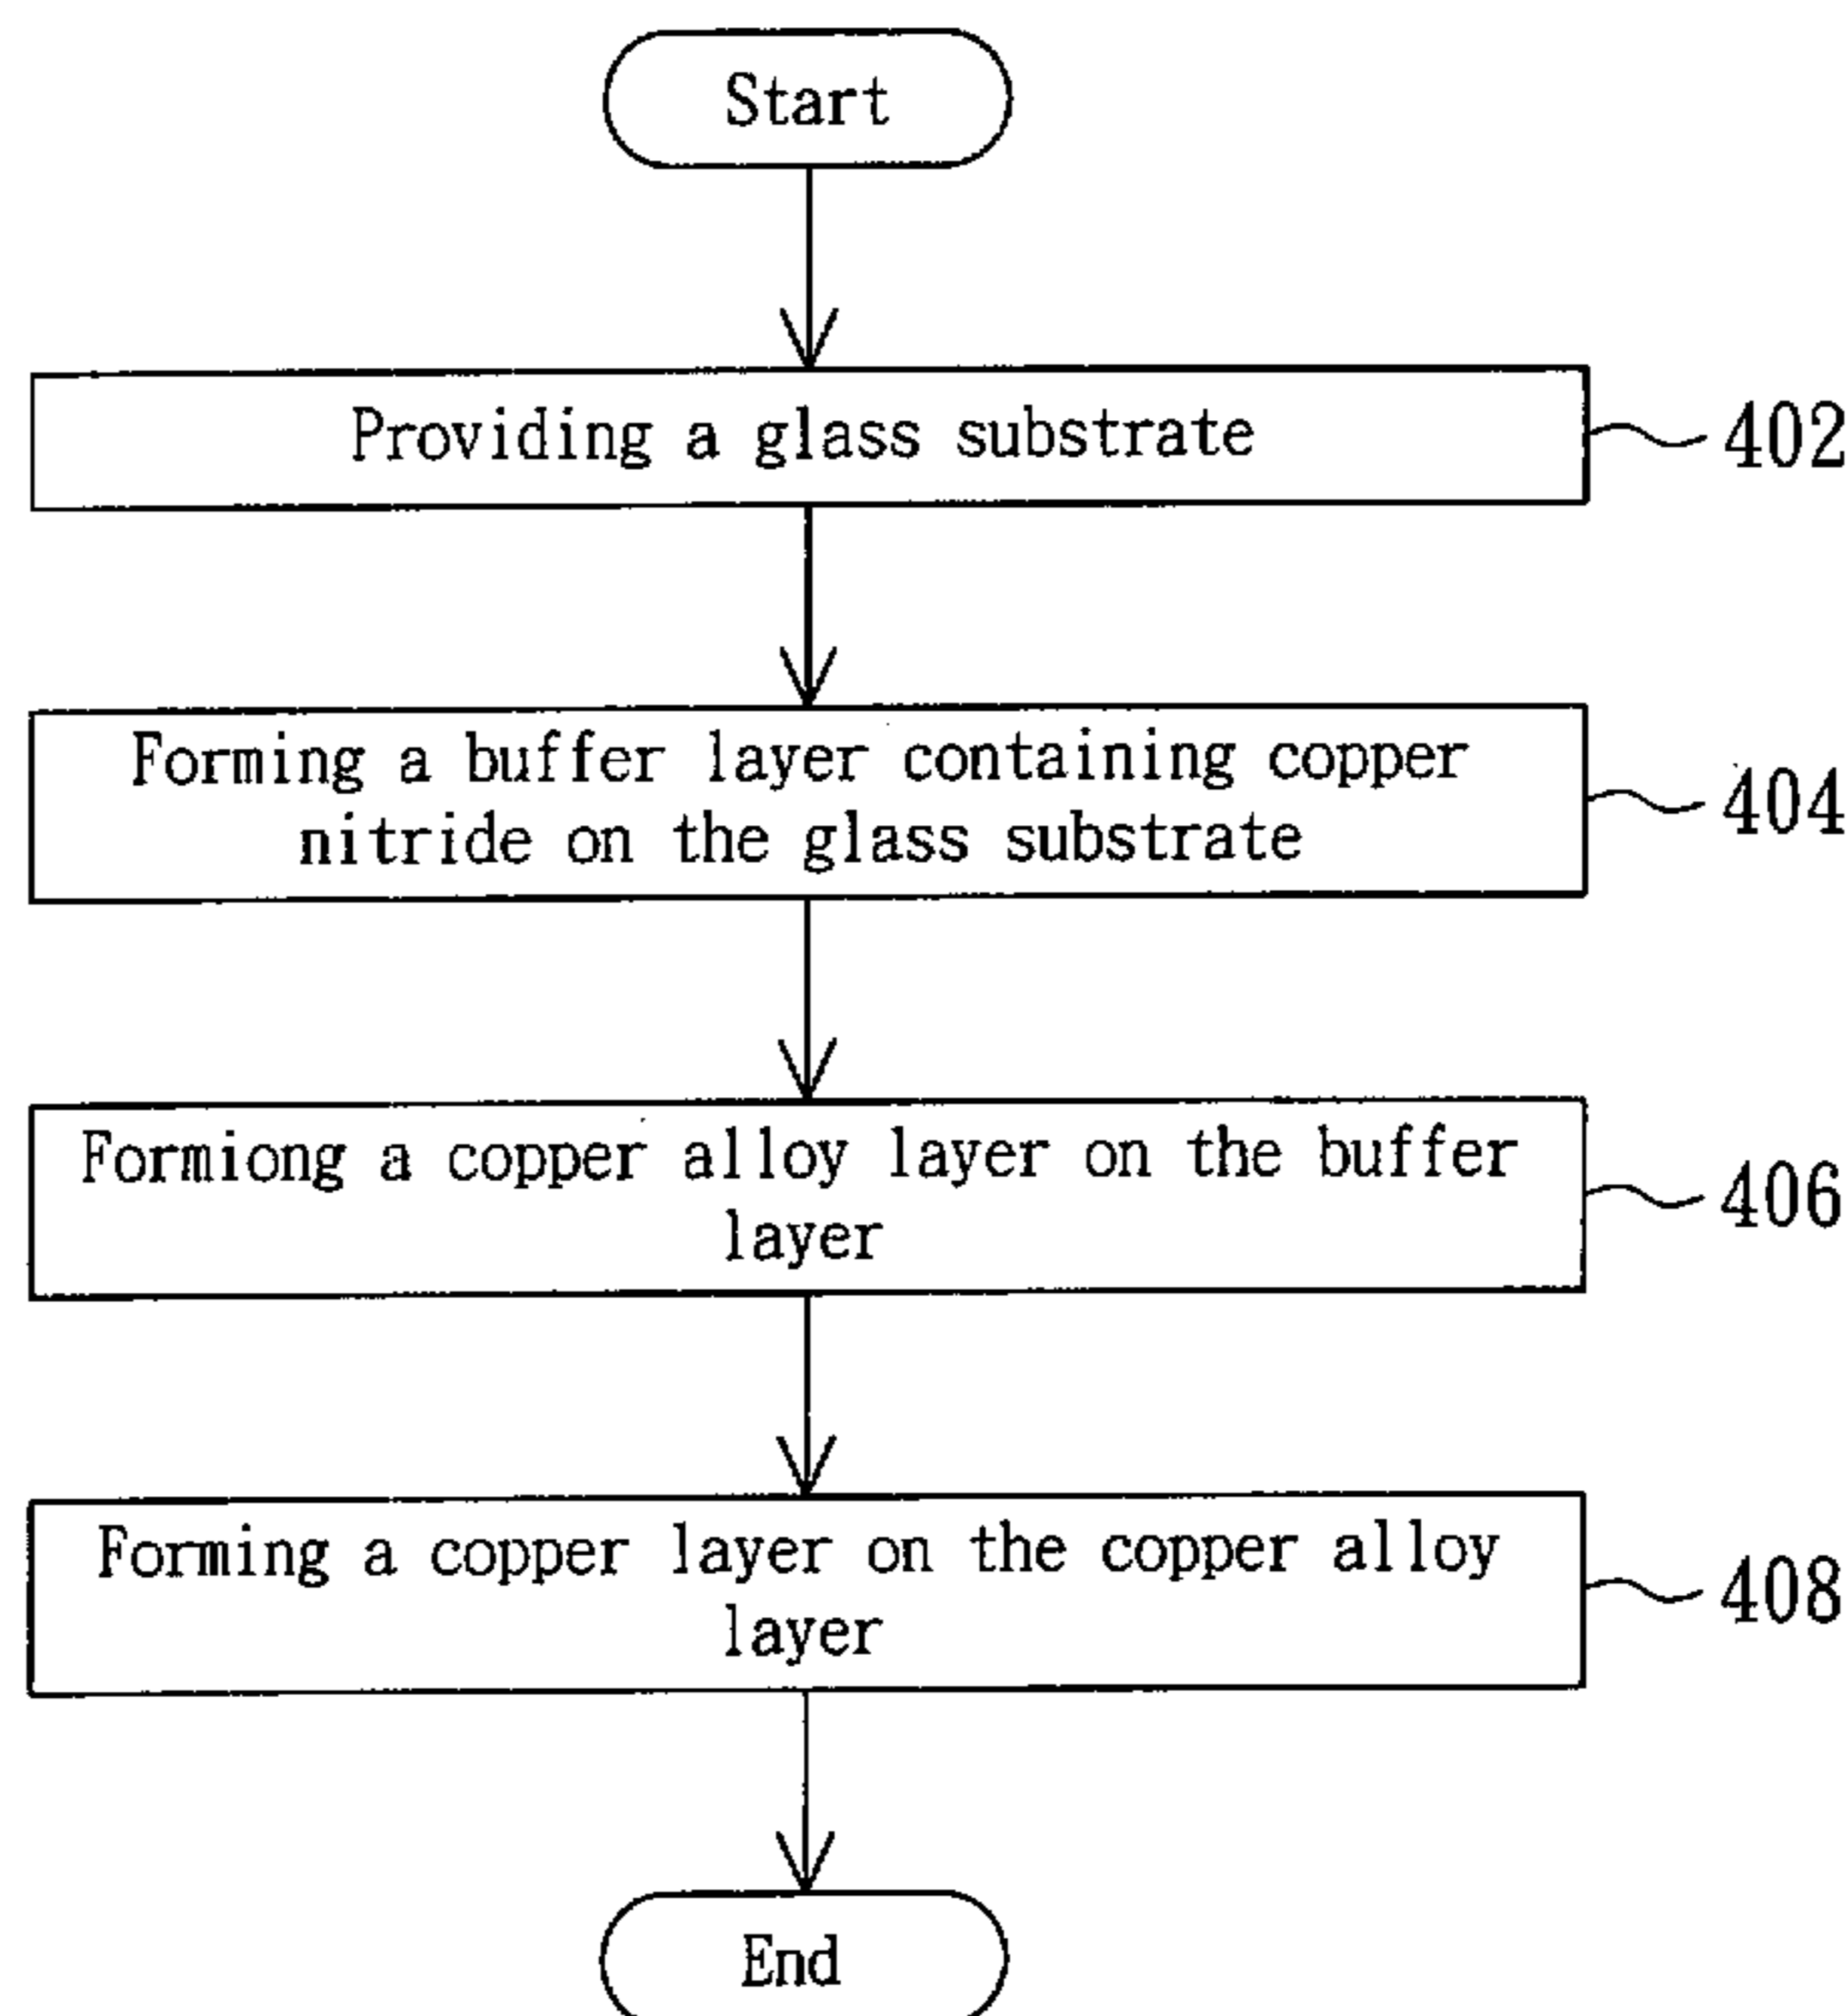 Start
Providing a glass substrate
402
Forming a buffer layer containing copper
nitride on the glass substrate
404
Formiong a copper alloy layer on the buffer
layer
406
Forming a copper layer on the copper alloy
layer
408
End